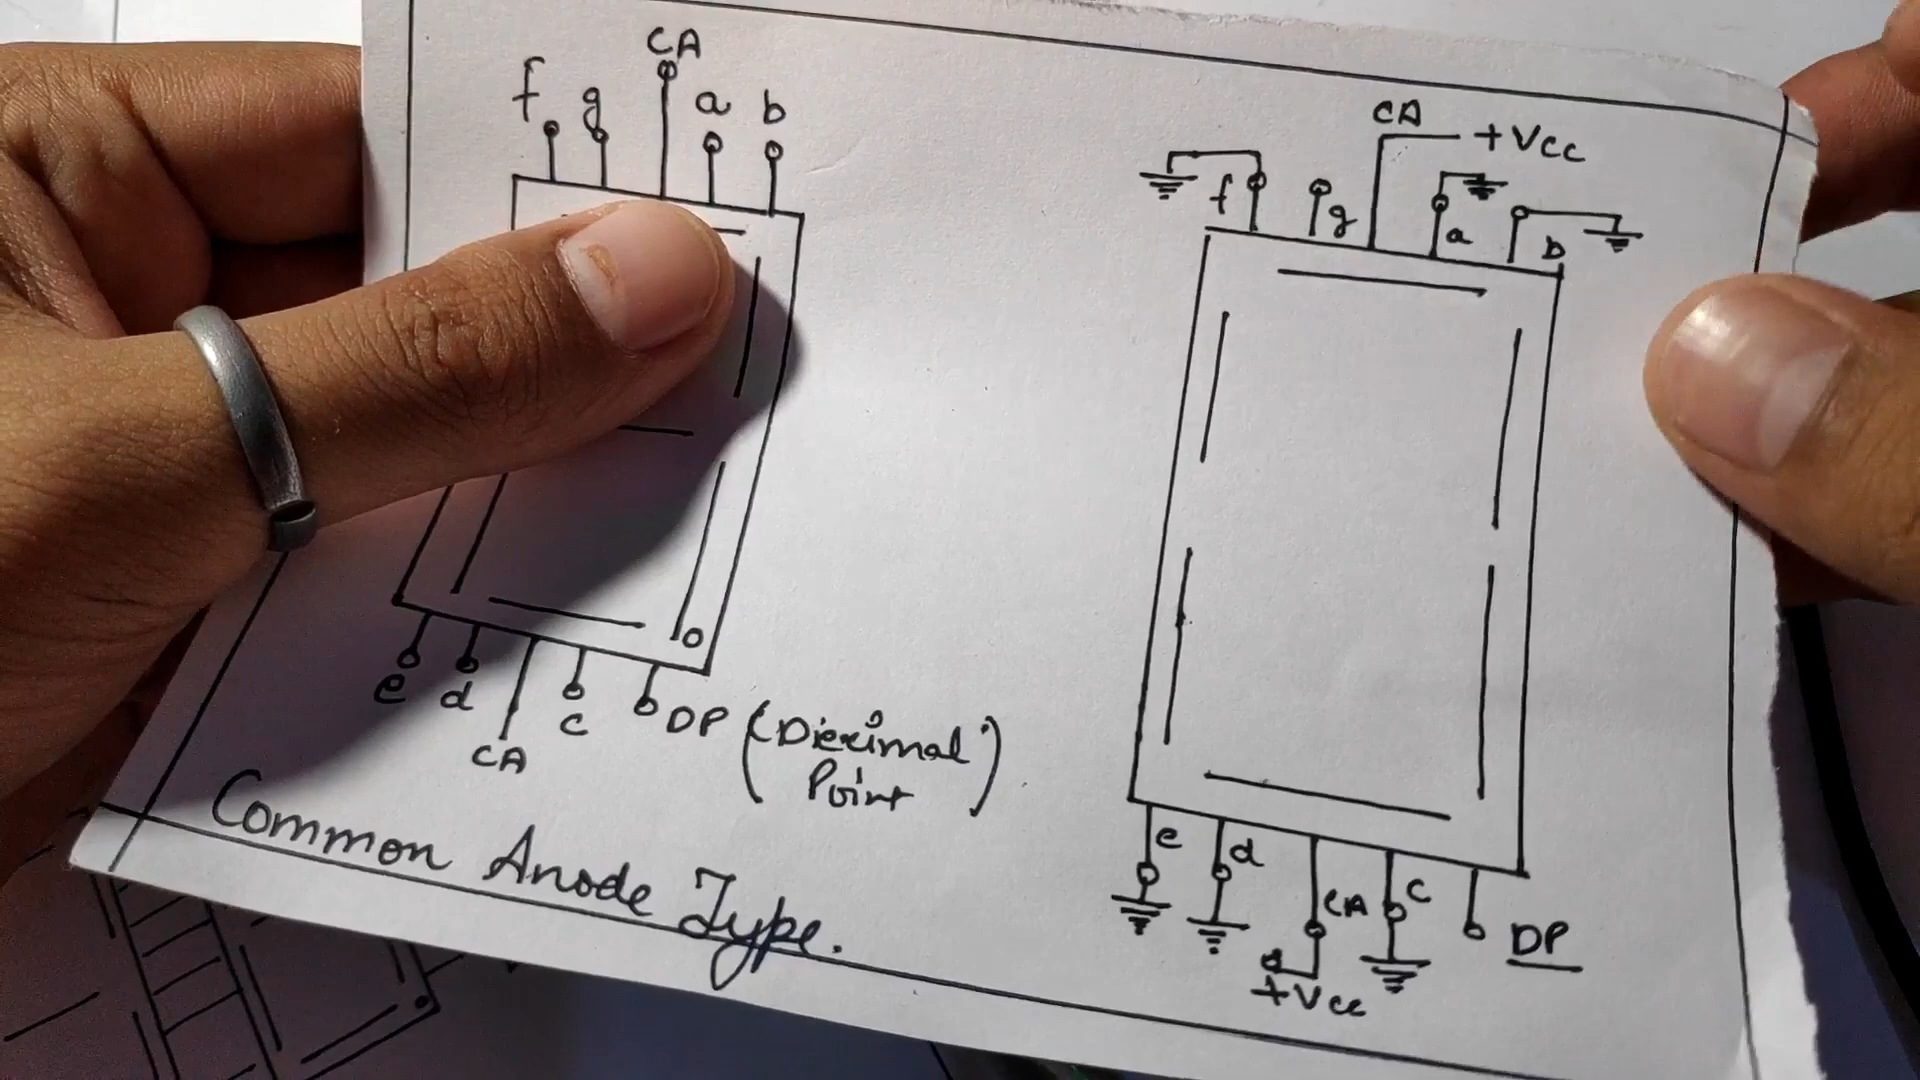 CA
f g a b
e d c DP (Decimal
CA Point)
Common Anode Type.
CA
+Vcc
f g a b
e d CA c DP
+Vcc